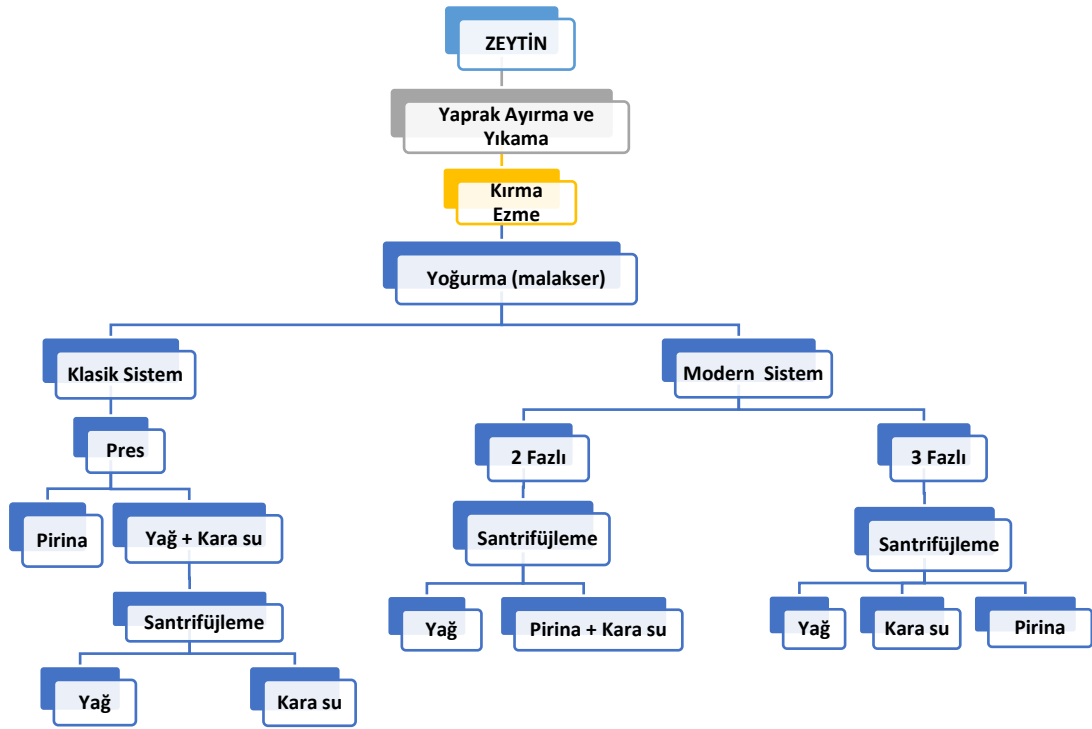 ZEYTİN
Yaprak Ayırma ve
Yıkama
Kırma
Ezme
Yoğurma (malakser)
Klasik Sistem
Modern Sistem
Pres
2 Fazlı
3 Fazlı
Pirina
Yağ + Kara su
Santrifüjleme
Santrifüjleme
Santrifüjleme
Yağ
Pirina + Kara su
Yağ
Kara su
Pirina
Yağ
Kara su